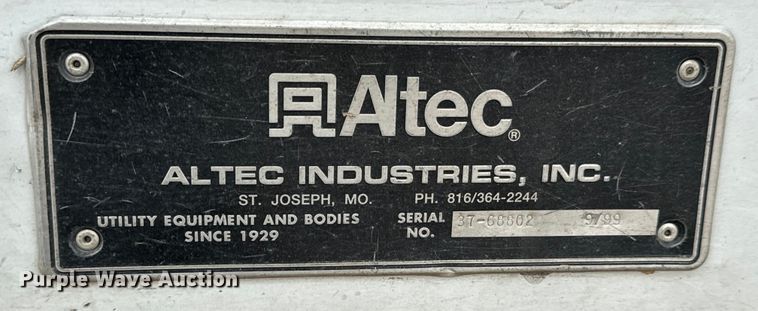 Altec®
ALTEC INDUSTRIES, INC.
ST. JOSEPH, MO. PH. 816/364-2244
UTILITY EQUIPMENT AND BODIES
SINCE 1929
SERIAL NO. 9/99
Purple Wave Auction